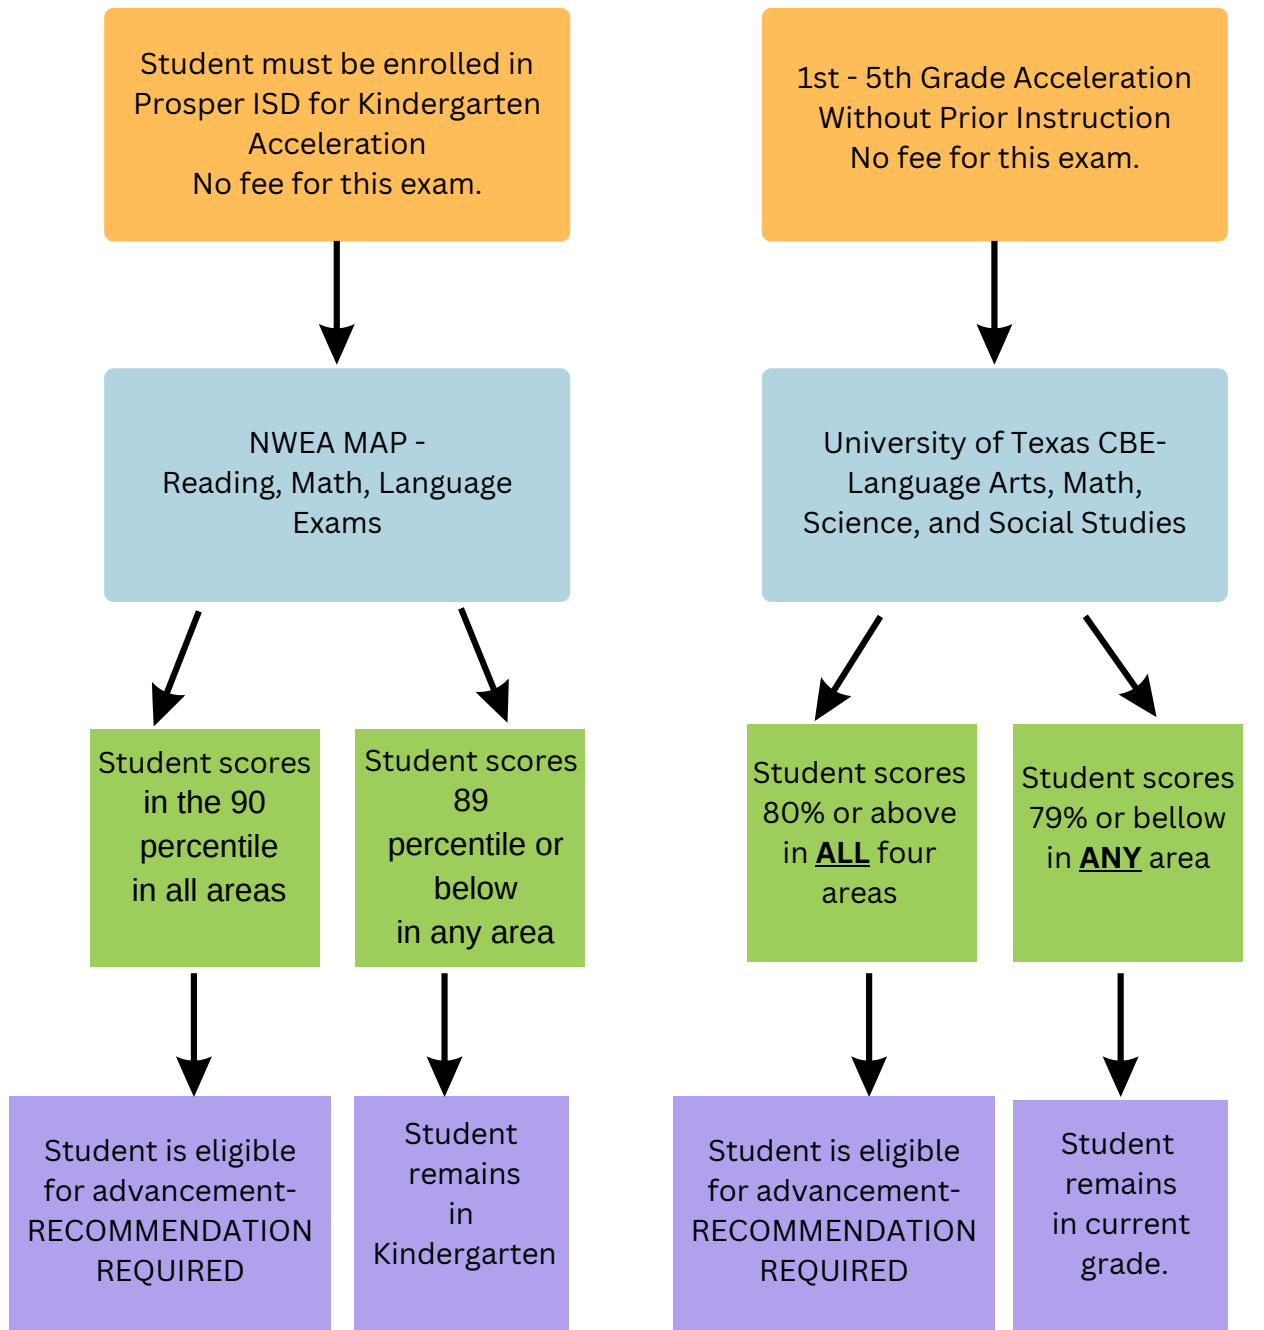 Student must be enrolled in
Prosper ISD for Kindergarten
Acceleration
No fee for this exam.
NWEA MAP -
Reading, Math, Language
Exams
Student scores
in the 90
percentile
in all areas
Student scores
89
percentile or
below
in any area
Student is eligible
for advancement-
RECOMMENDATION
REQUIRED
Student
remains
in
Kindergarten
1st - 5th Grade Acceleration
Without Prior Instruction
No fee for this exam.
University of Texas CBE-
Language Arts, Math,
Science, and Social Studies
Student scores
80% or above
in ALL four
areas
Student scores
79% or bellow
in ANY area
Student is eligible
for advancement-
RECOMMENDATION
REQUIRED
Student
remains
in current
grade.